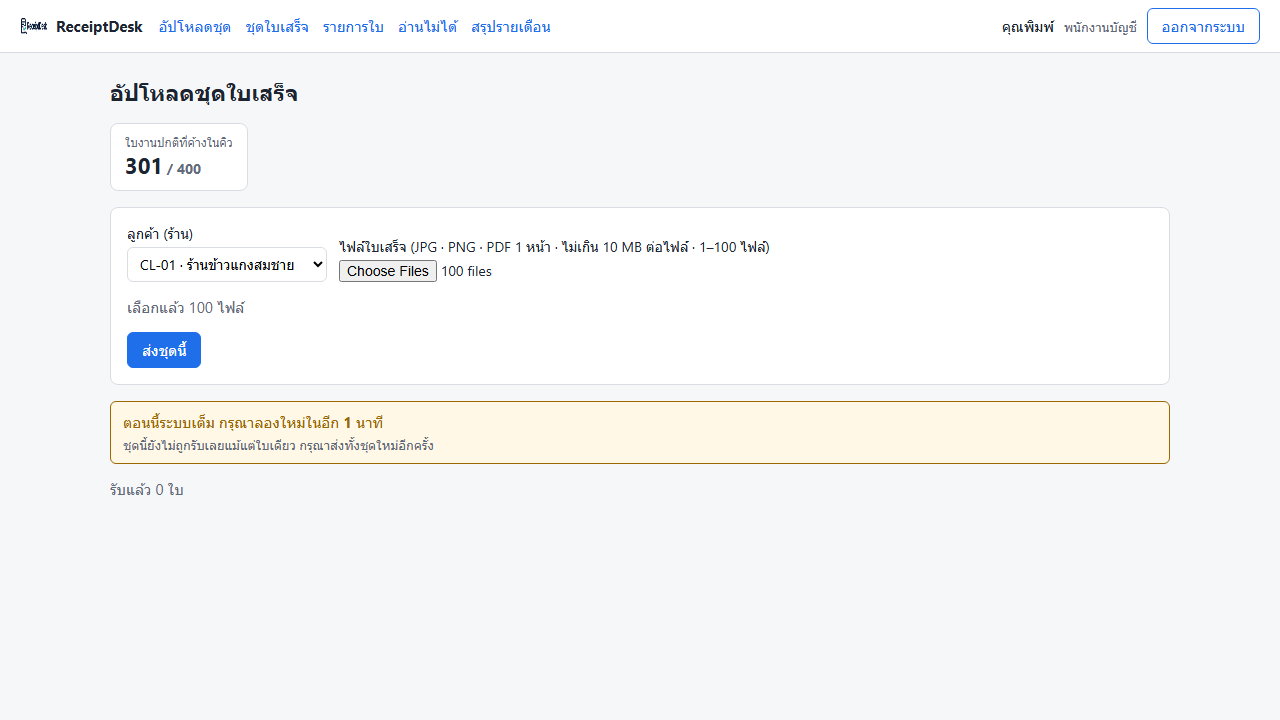 ReceiptDesk อัปโหลดชุด ชุดใบเสร็จ รายการใบ อ่านไม่ได้ สรุปรายเดือน คุณพิมพ์ พนักงานบัญชี ออกจากระบบ
อัปโหลดชุดใบเสร็จ
ใบงานปกติที่ค้างในคิว
301 / 400
ลูกค้า (ร้าน)
ไฟล์ใบเสร็จ (JPG · PNG · PDF 1 หน้า · ไม่เกิน 10 MB ต่อไฟล์ · 1–100 ไฟล์)
CL-01 · ร้านข้าวแกงสมชาย
Choose Files 100 files
เลือกแล้ว 100 ไฟล์
ส่งชุดนี้
ตอนนี้ระบบเต็ม กรุณาลองใหม่ในอีก 1 นาที
ชุดนี้ยังไม่ถูกรับเลยแม้แต่ใบเดียว กรุณาส่งทั้งชุดใหม่อีกครั้ง
รับแล้ว 0 ใบ